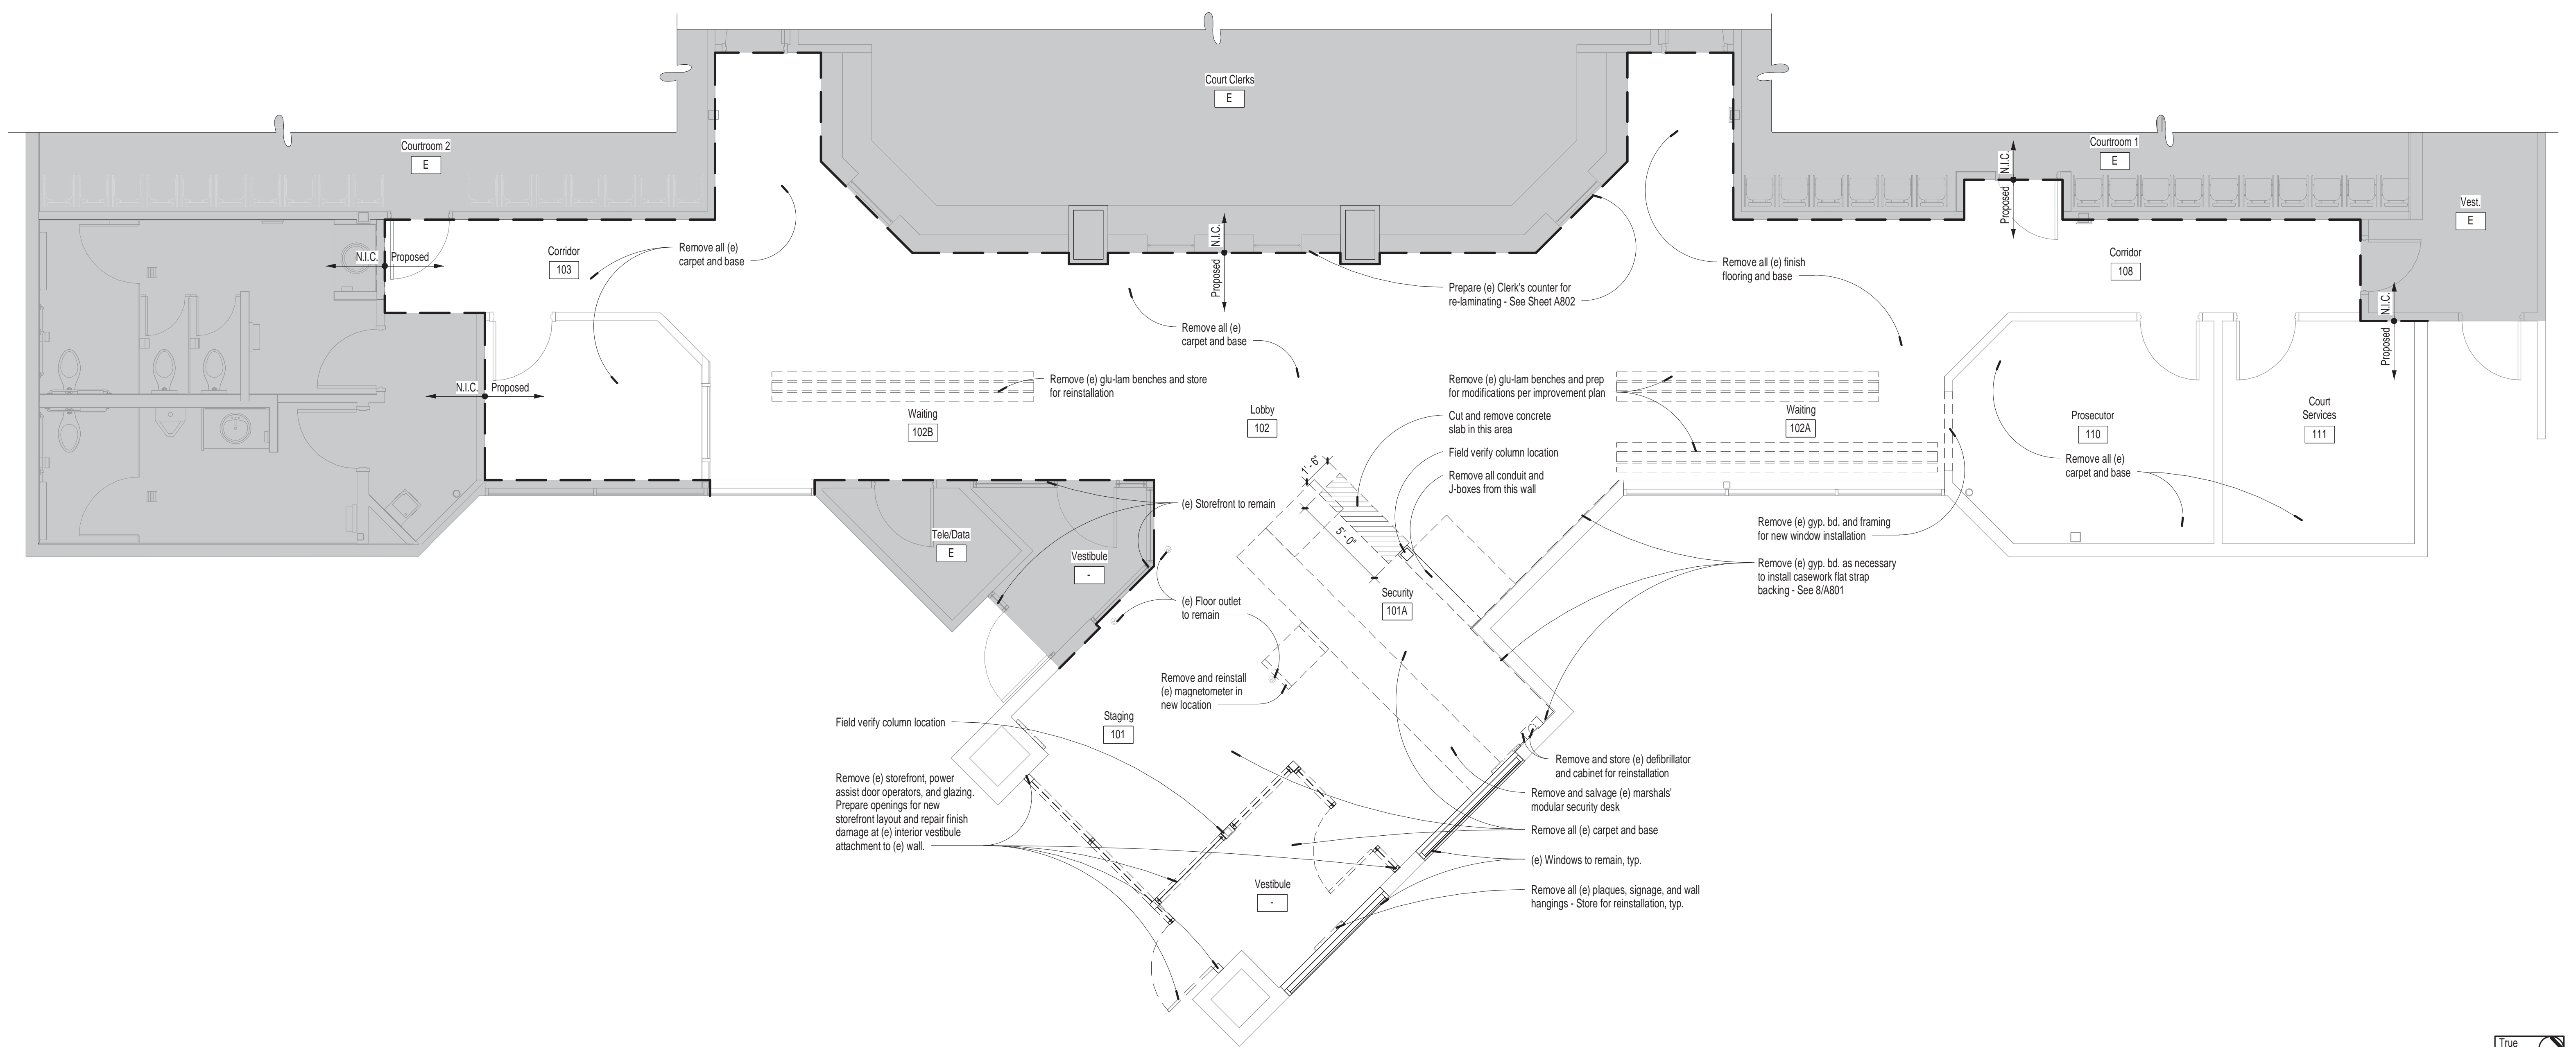 Court Clerks
E
Courtroom 2
E
Courtroom 1
E
Vest.
E
N.I.C.
Proposed
N.I.C.
Proposed
N.I.C.
Proposed
N.I.C.
Proposed
N.I.C.
Proposed
Corridor
103
Remove all (e)
carpet and base
Corridor
108
Remove all (e) finish
flooring and base
Prepare (e) Clerk's counter for
re-laminating - See Sheet A802
Remove all (e)
carpet and base
Remove (e) glu-lam benches and store
for reinstallation
Waiting
102B
Lobby
102
Remove (e) glu-lam benches and prep
for modifications per improvement plan
Waiting
102A
Cut and remove concrete
slab in this area
Field verify column location
Remove all conduit and
J-boxes from this wall
Prosecutor
110
Court
Services
111
Remove all (e)
carpet and base
1' - 6"
5' - 0"
(e) Storefront to remain
Tele/Data
E
Vestibule
-
Remove (e) gyp. bd. and framing
for new window installation
Remove (e) gyp. bd. as necessary
to install casework flat strap
backing - See 8/A801
Security
101A
(e) Floor outlet
to remain
Remove and reinstall
(e) magnetometer in
new location
Staging
101
Field verify column location
Remove (e) storefront, power
assist door operators, and glazing.
Prepare openings for new
storefront layout and repair finish
damage at (e) interior vestibule
attachment to (e) wall.
Remove and store (e) defibrillator
and cabinet for reinstallation
Remove and salvage (e) marshals'
modular security desk
Remove all (e) carpet and base
(e) Windows to remain, typ.
Remove all (e) plaques, signage, and wall
hangings - Store for reinstallation, typ.
Vestibule
-
True